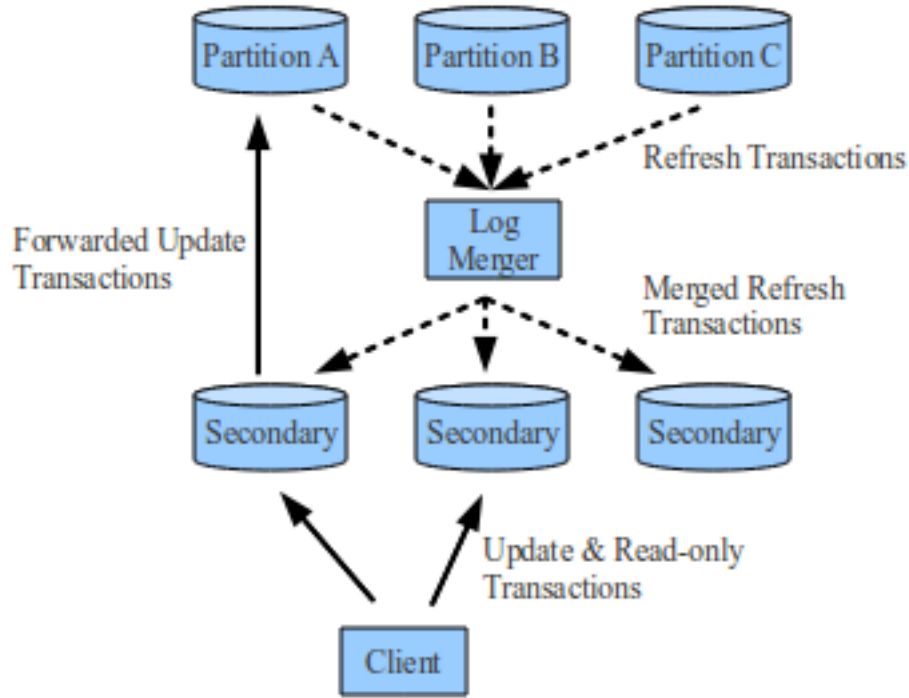 Partition A
Partition B
Partition C
Refresh Transactions
Log
Merger
Forwarded Update
Transactions
Merged Refresh
Transactions
Secondary
Secondary
Secondary
Update & Read-only
Transactions
Client